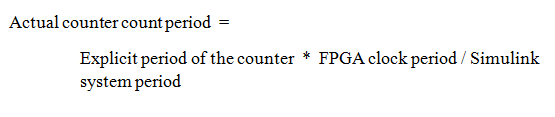 Actual counter count period =
Explicit period of the counter * FPGA clock period / Simulink
system period